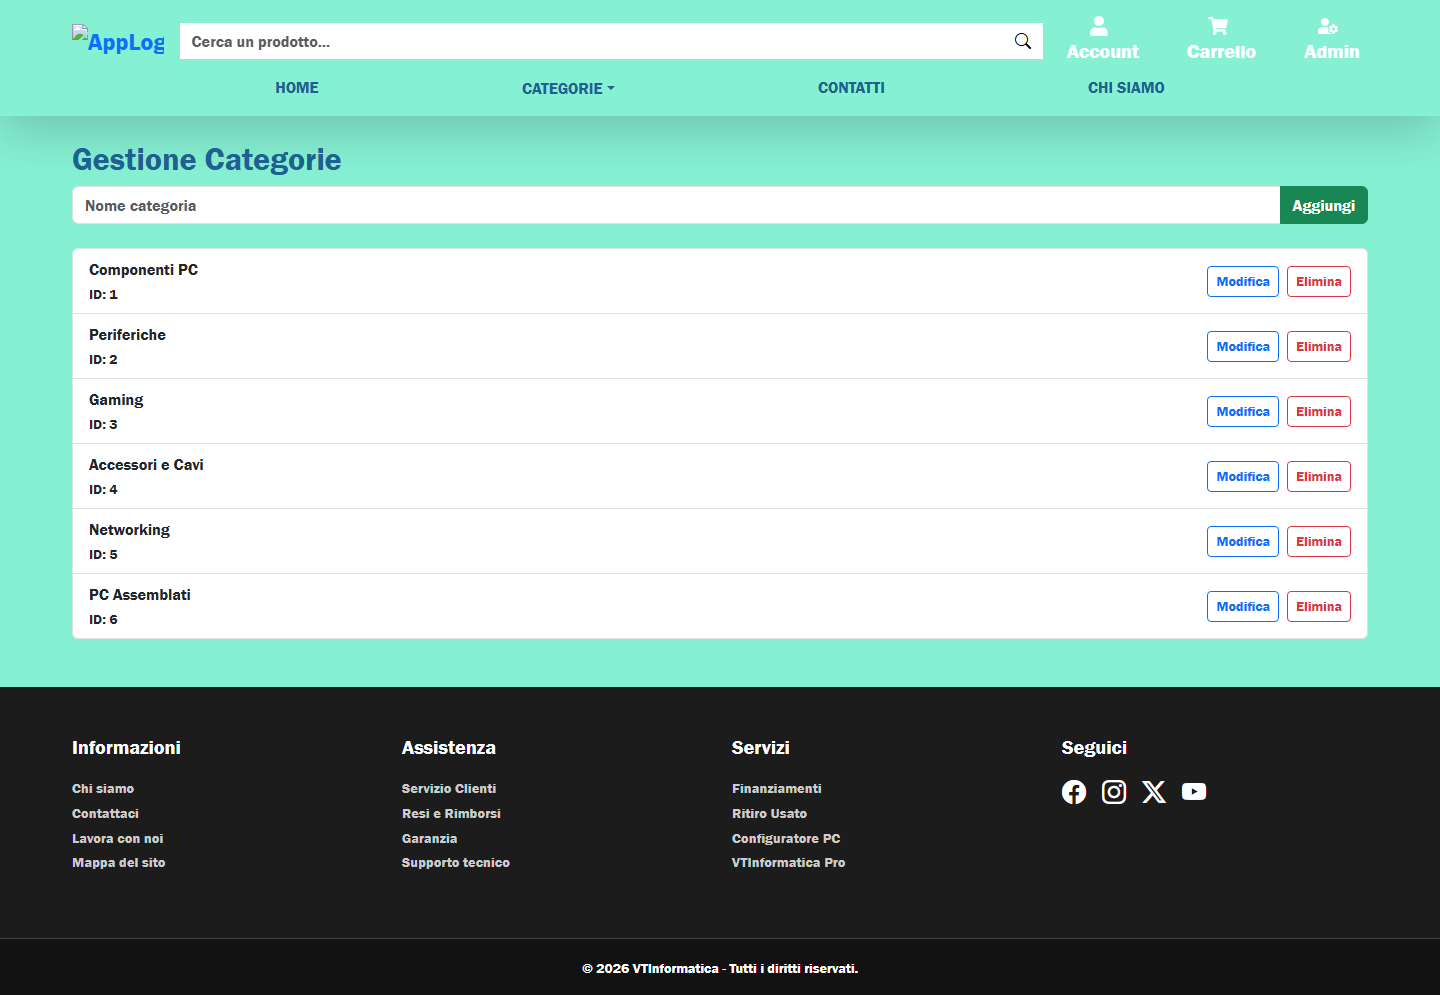 AppLog
Cerca un prodotto...
Account
Carrello
Admin
HOME
CATEGORIE
CONTATTI
CHI SIAMO
Gestione Categorie
Nome categoria
Aggiungi
Componenti PC
ID: 1
Modifica
Elimina
Periferiche
ID: 2
Modifica
Elimina
Gaming
ID: 3
Modifica
Elimina
Accessori e Cavi
ID: 4
Modifica
Elimina
Networking
ID: 5
Modifica
Elimina
PC Assemblati
ID: 6
Modifica
Elimina
Informazioni
Chi siamo
Contattaci
Lavora con noi
Mappa del sito
Assistenza
Servizio Clienti
Resi e Rimborsi
Garanzia
Supporto tecnico
Servizi
Finanziamenti
Ritiro Usato
Configuratore PC
VTInformatica Pro
Seguici
© 2026 VTInformatica - Tutti i diritti riservati.